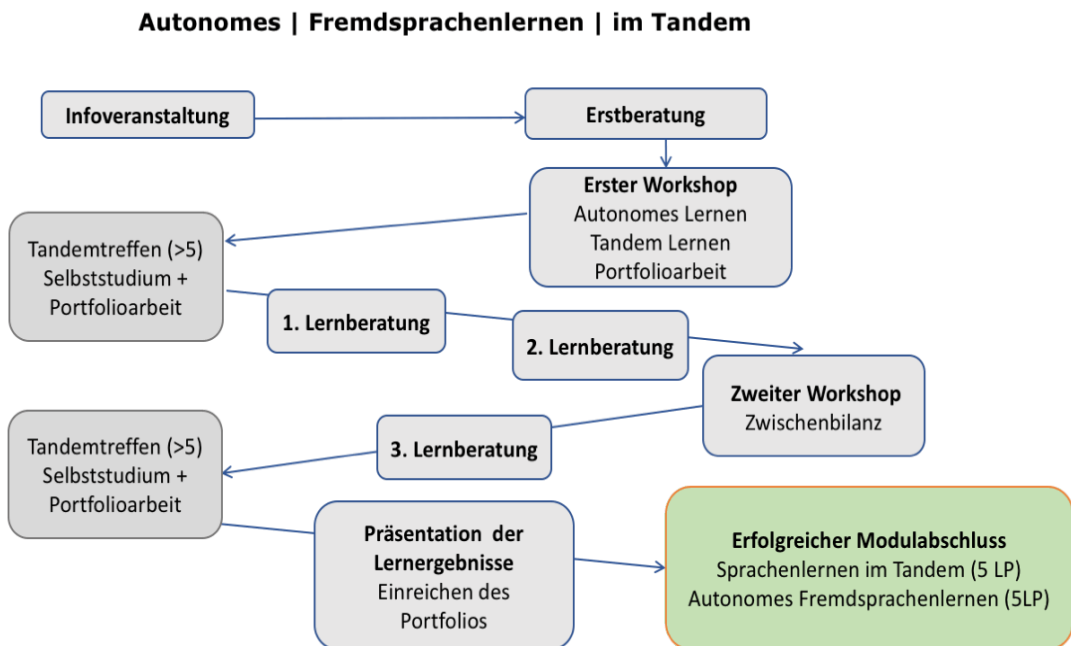 Autonomes | Fremdsprachenlernen | im Tandem
Infoveranstaltung
Erstberatung
Erster Workshop
Autonomes Lernen
Tandem Lernen
Portfolioarbeit
Tandemtreffen (>5)
Selbststudium +
Portfolioarbeit
1. Lernberatung
2. Lernberatung
Zweiter Workshop
Zwischenbilanz
3. Lernberatung
Tandemtreffen (>5)
Selbststudium +
Portfolioarbeit
Präsentation der
Lernergebnisse
Einreichen des
Portfolios
Erfolgreicher Modulabschluss
Sprachenlernen im Tandem (5 LP)
Autonomes Fremdsprachenlernen (5LP)